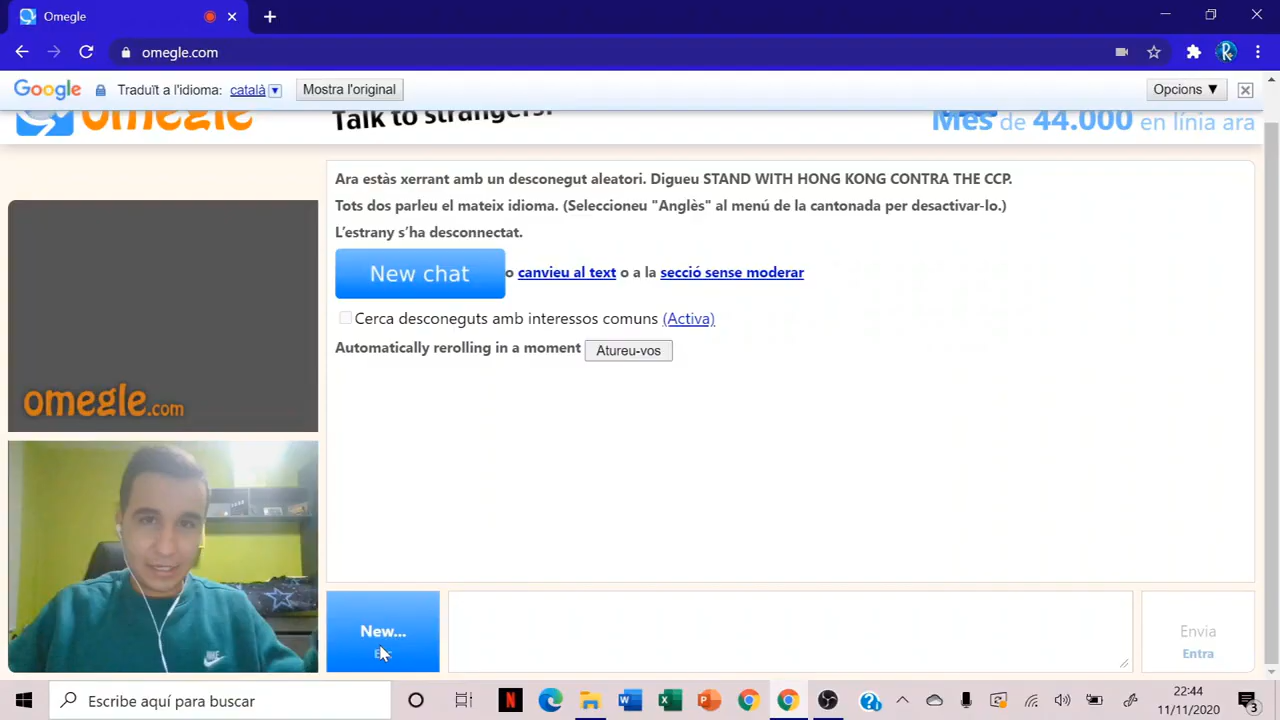 Omegle
omegle.com
Google Traduït a l'idioma: català Mostra l'original Opcions ▼
omegle Talk to strangers! Més de 44.000 en línia ara
Ara estàs xerrant amb un desconegut aleatori. Digueu STAND WITH HONG KONG CONTRA THE CCP.
Tots dos parleu el mateix idioma. (Seleccioneu "Anglès" al menú de la cantonada per desactivar-lo.)
L'estrany s'ha desconnectat.
New chat o canvieu al text o a la secció sense moderar
Cerca desconeguts amb interessos comuns (Activa)
Automatically rerolling in a moment Atureu-vos
omegle.com
New...
Envia
Entra
Escribe aquí para buscar
22:44
11/11/2020
3